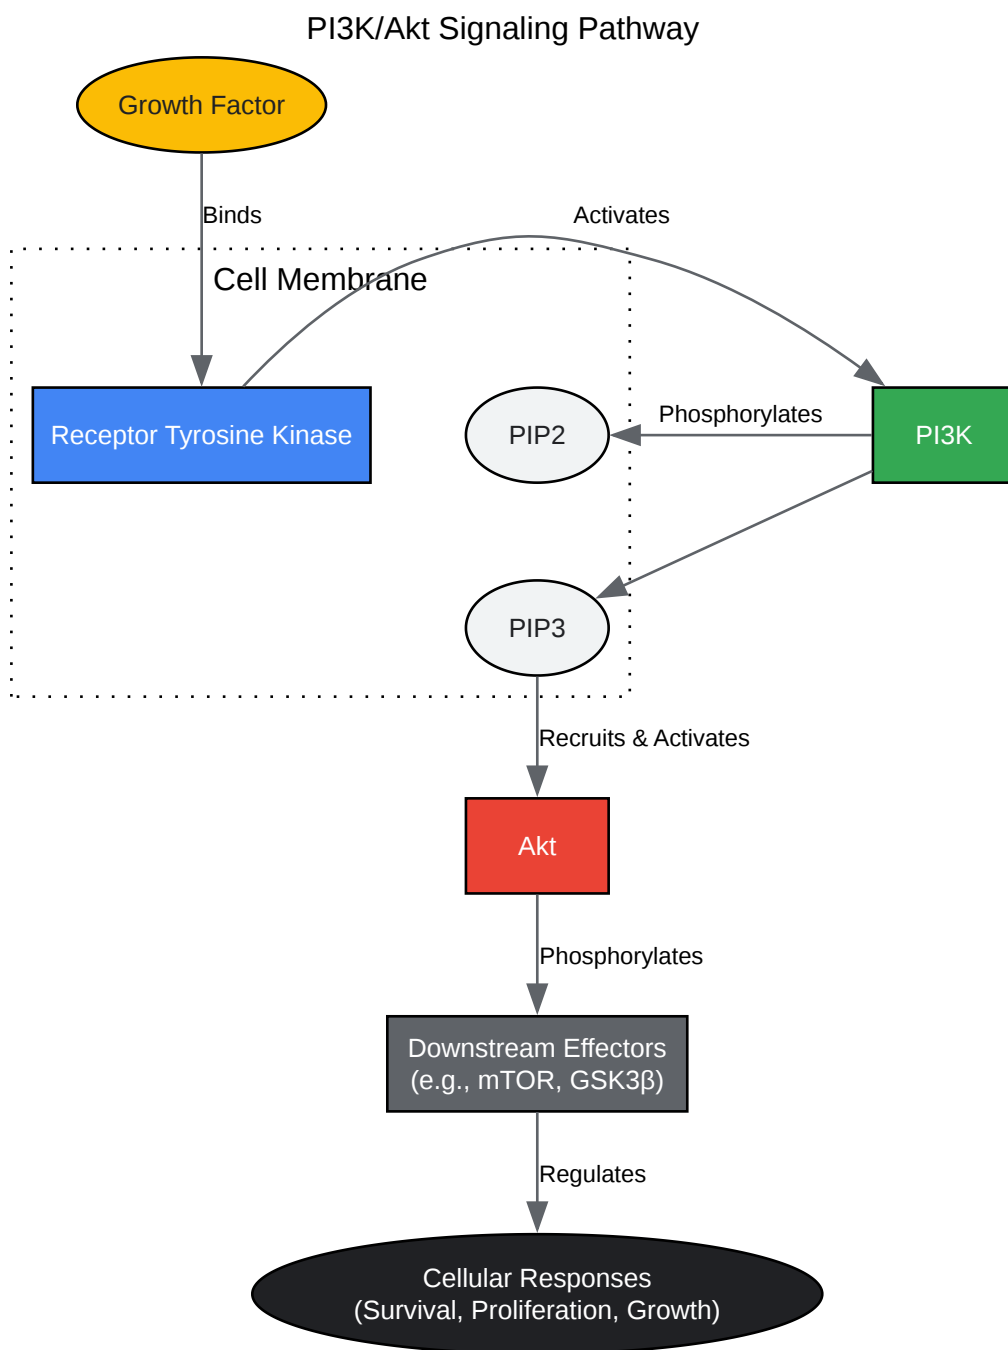 PI3K/Akt Signaling Pathway
Growth Factor
Binds
Activates
Cell Membrane
Receptor Tyrosine Kinase
PIP2
Phosphorylates
PI3K
PIP3
Recruits & Activates
Akt
Phosphorylates
Downstream Effectors
(e.g., mTOR, GSK3β)
Regulates
Cellular Responses
(Survival, Proliferation, Growth)